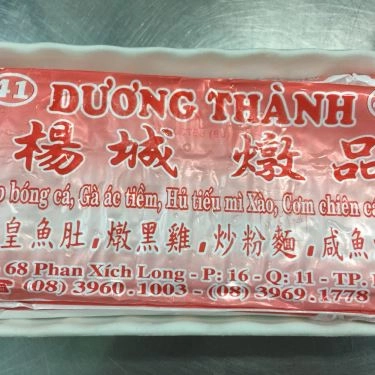 41 DƯƠNG THÀNH
楊城燉品
bóng cá, Gà ác tiềm, Hủ tiếu mì Xào, Cơm chiên cá
皇魚肚,燉黑雞,炒粉麵,咸魚
68 Phan Xích Long - P: 16 - Q: 11 - TP.
(08) 3960.1003 - (08) 3969.1778